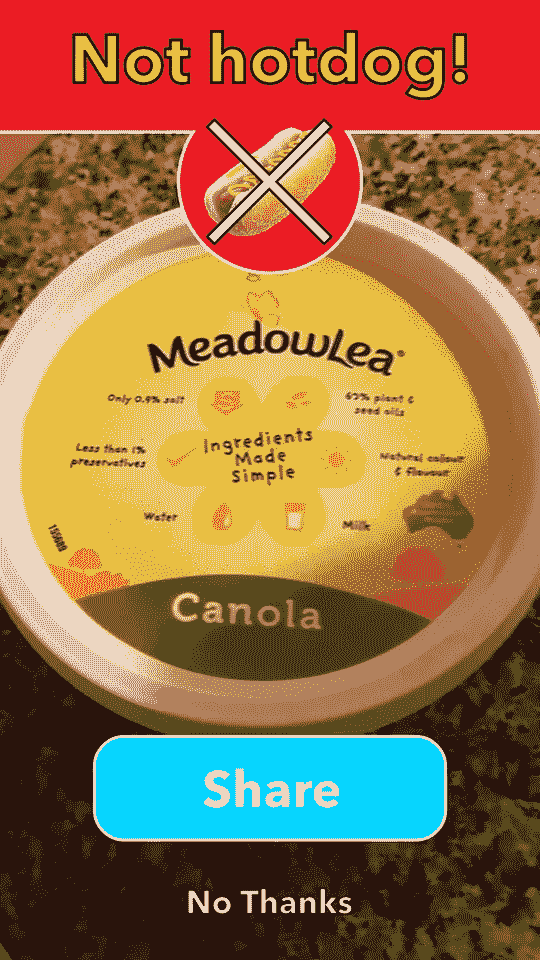 Not hotdog!
MeadowLea
Only 0.9% salt
plant &
seed oils
Less than 1%
preservatives
Ingredients
Made
Simple
Natural colour
& flavour
Water
Milk
Canola
Share
No Thanks